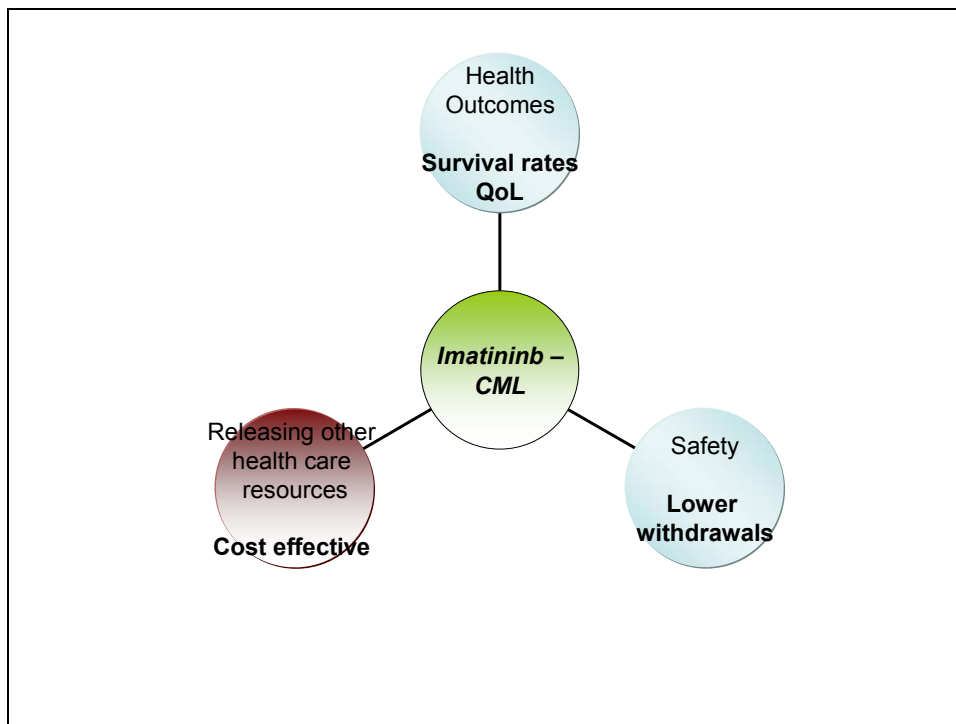 Health
Outcomes
Survival rates
QoL
Imatininb –
CML
Releasing other
health care
resources
Cost effective
Safety
Lower
withdrawals